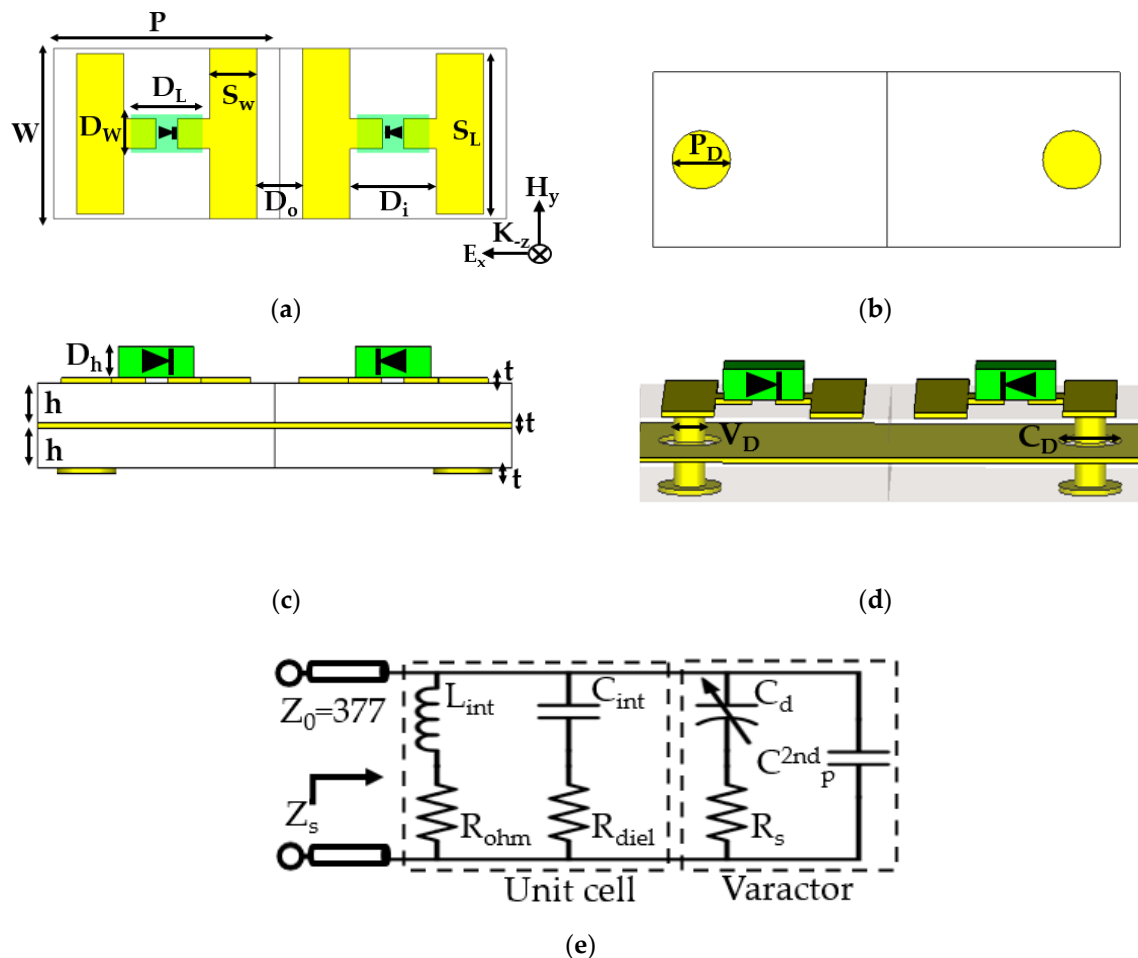 P
W
D_L
S_w
D_W
S_L
D_o
D_i
H_y
K_-z
E_x
(a)
P_D
(b)
D_h
t
h
t
h
t
(c)
V_D
C_D
(d)
L_int
C_int
C_d
Z_0=377
C^2nd_p
Z_s
R_ohm
R_diel
R_s
Unit cell
Varactor
(e)